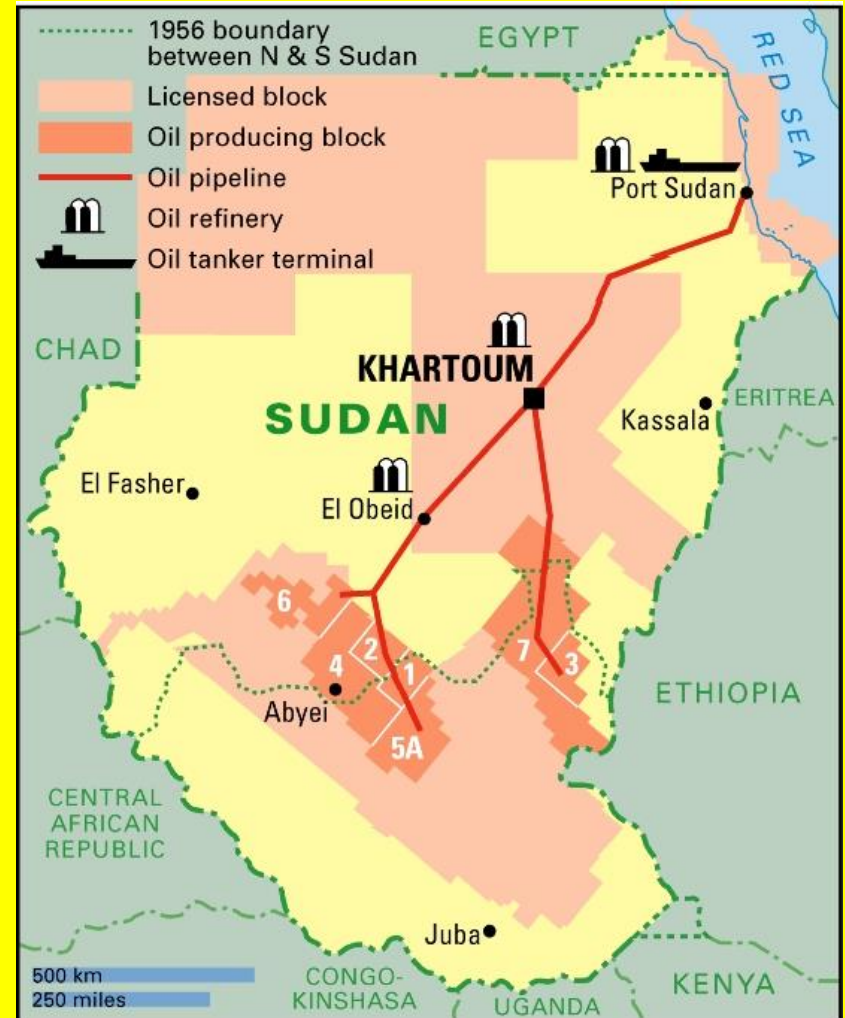 1956 boundary
between N & S Sudan
Licensed block
Oil producing block
Oil pipeline
Oil refinery
Oil tanker terminal
EGYPT
RED SEA
Port Sudan
CHAD
KHARTOUM
SUDAN
Kassala
ERITREA
El Fasher
El Obeid
6
2
4
1
7
3
Abyei
5A
ETHIOPIA
CENTRAL
AFRICAN
REPUBLIC
Juba
500 km
250 miles
CONGO-
KINSHASA
UGANDA
KENYA